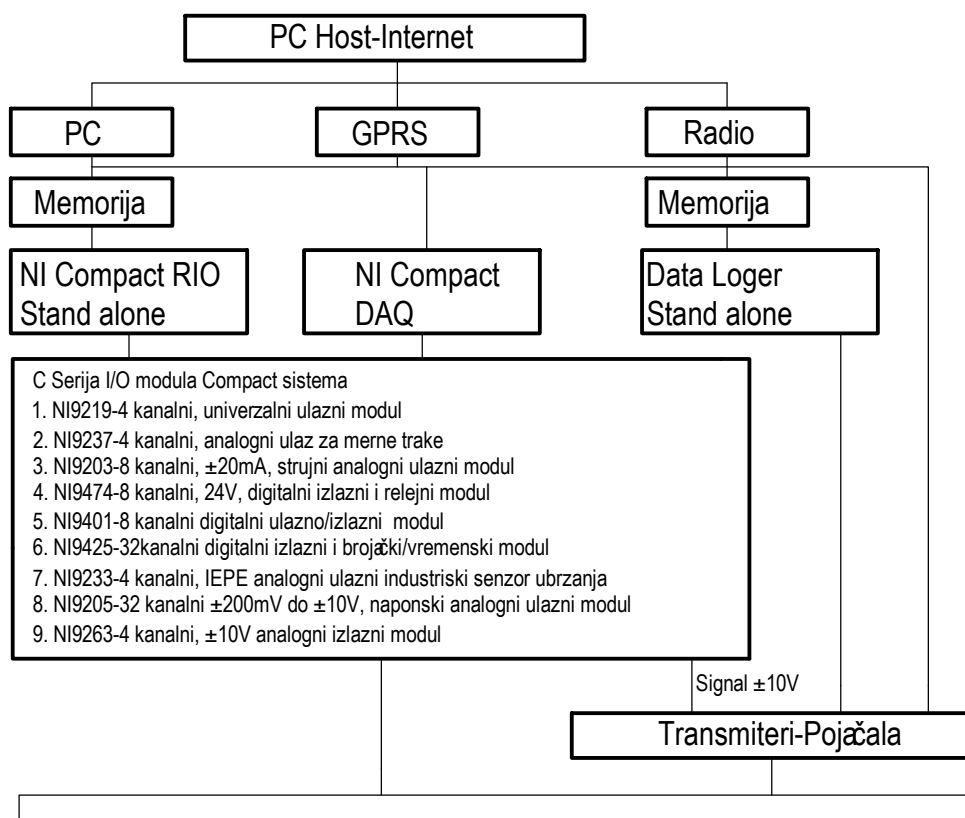 PC Host-Internet
PC
GPRS
Radio
Memorija
Memorija
NI Compact RIO
Stand alone
NI Compact
DAQ
Data Loger
Stand alone
C Serija I/O modula Compact sistema
1. NI9219-4 kanalni, univerzalni ulazni modul
2. NI9237-4 kanalni, analogni ulaz za merne trake
3. NI9203-8 kanalni, ±20mA, strujni analogni ulazni modul
4. NI9474-8 kanalni, 24V, digitalni izlazni i relejni modul
5. NI9401-8 kanalni digitalni ulazno/izlazni modul
6. NI9425-32kanalni digitalni izlazni i brojački/vremenski modul
7. NI9233-4 kanalni, IEPE analogni ulazni industriski senzor ubrzanja
8. NI9205-32 kanalni ±200mV do ±10V, naponski analogni ulazni modul
9. NI9263-4 kanalni, ±10V analogni izlazni modul
Signal ±10V
Transmiteri-Pojačala